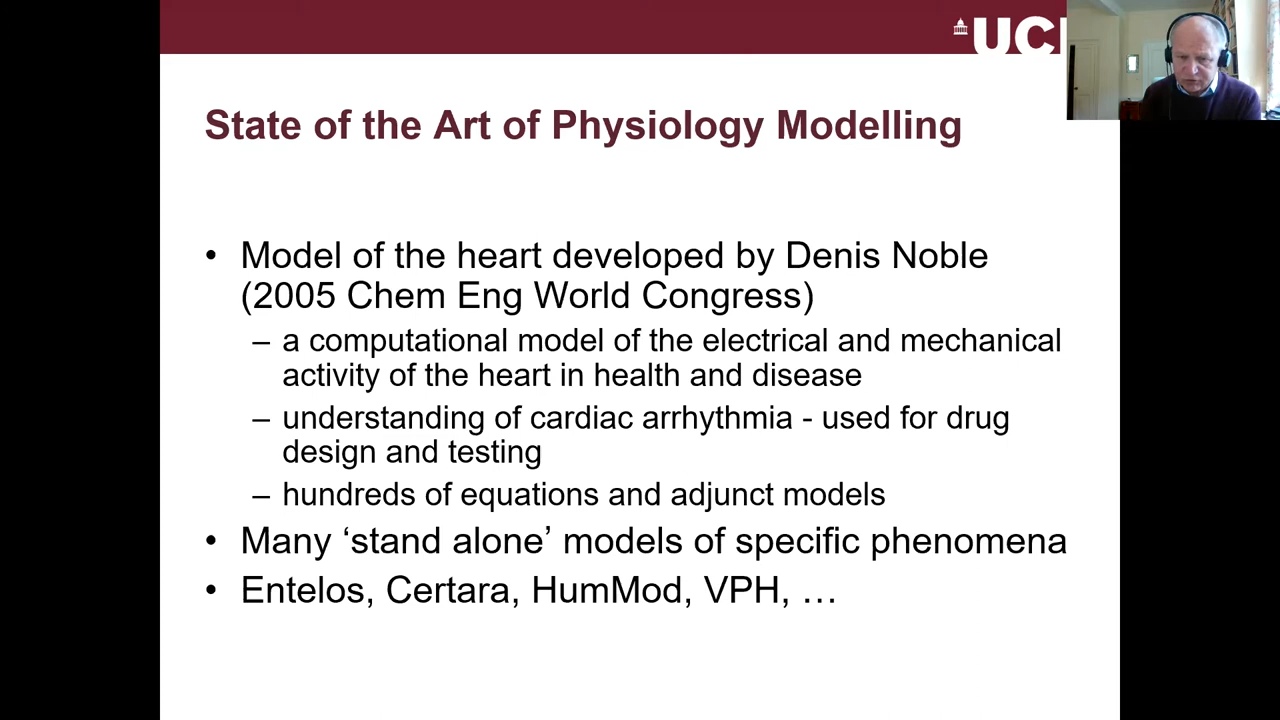 UC
State of the Art of Physiology Modelling
• Model of the heart developed by Denis Noble
(2005 Chem Eng World Congress)
– a computational model of the electrical and mechanical
activity of the heart in health and disease
– understanding of cardiac arrhythmia - used for drug
design and testing
– hundreds of equations and adjunct models
• Many ‘stand alone’ models of specific phenomena
• Entelos, Certara, HumMod, VPH, …